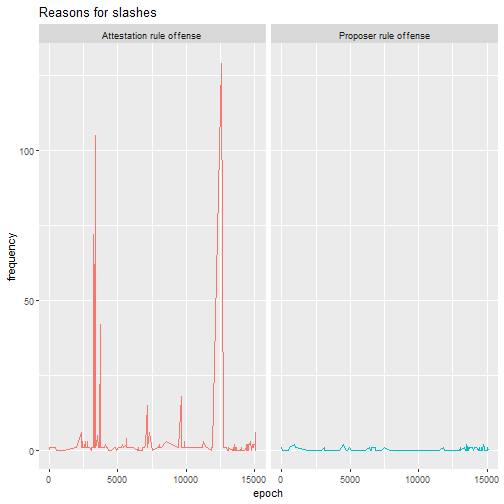 Reasons for slashes
Attestation rule offense
Proposer rule offense
frequency
100
50
0
0
5000
10000
15000
0
5000
10000
15000
epoch